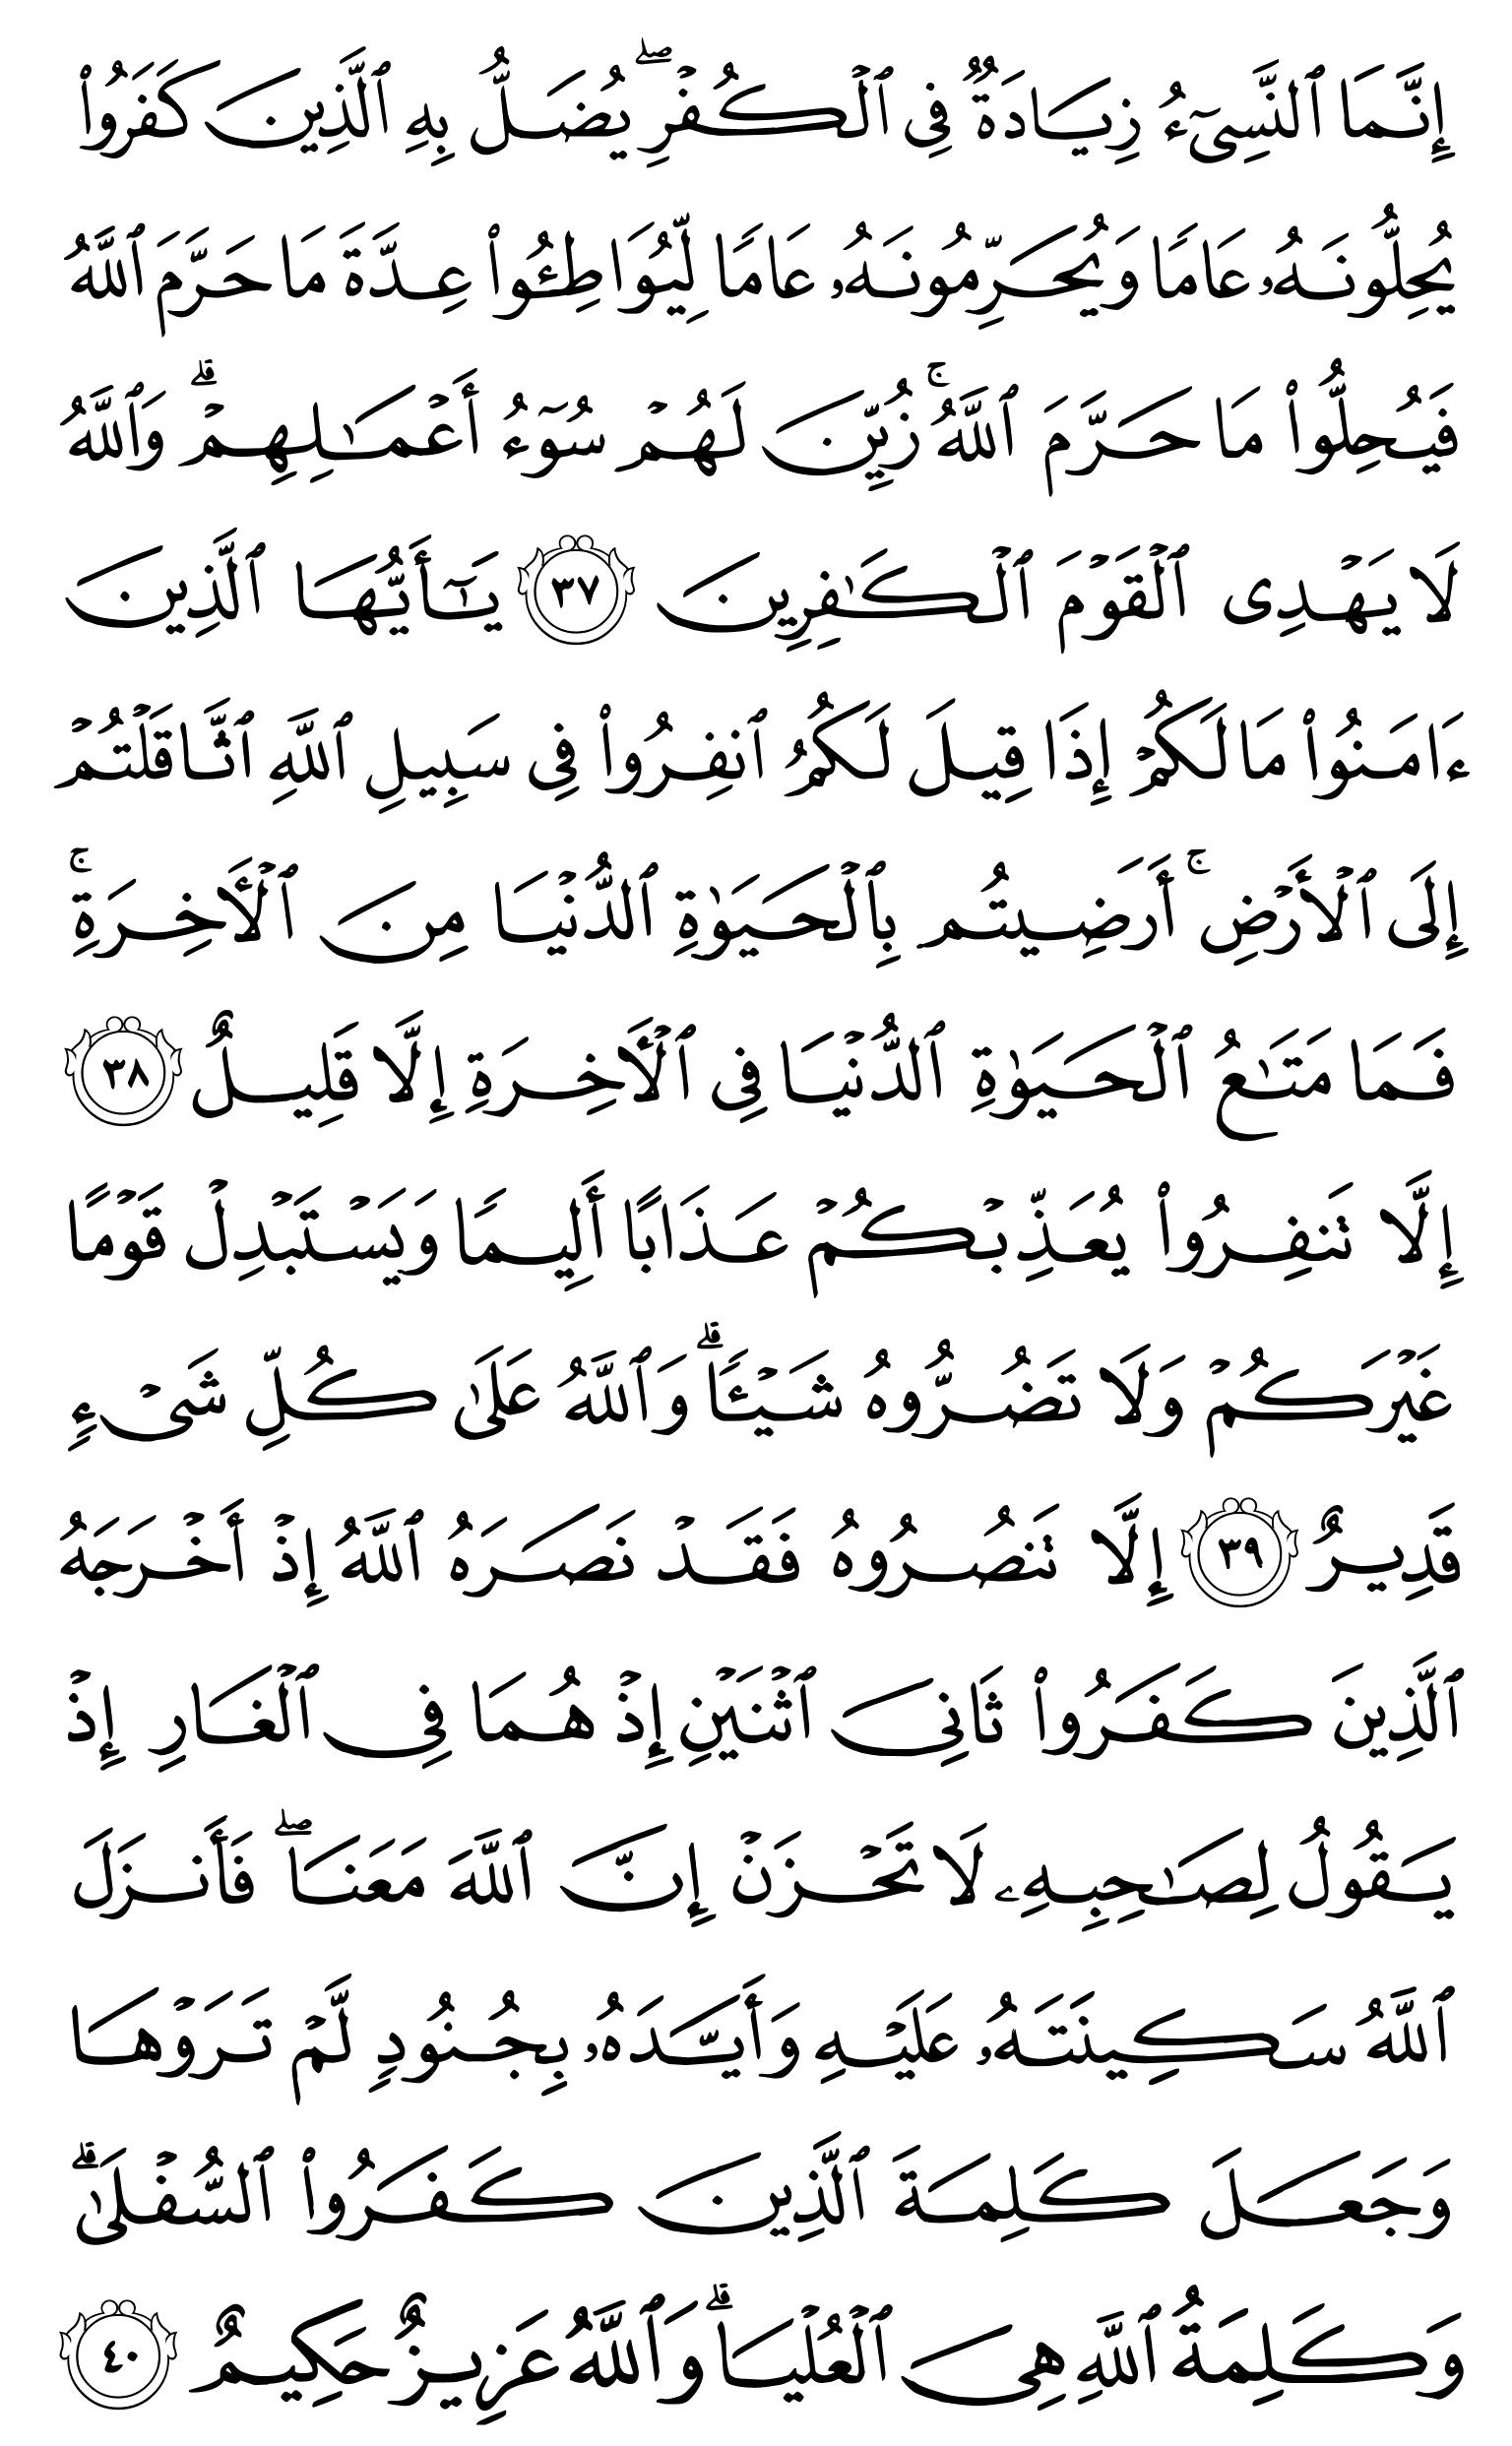 إِنَّمَا ٱلنَّسِىٓءُ زِيَادَةٌ فِى ٱلْكُفْرِ ۖ يُضَلُّ بِهِ ٱلَّذِينَ كَفَرُوا۟
يُحِلُّونَهُۥ عَامًا وَيُحَرِّمُونَهُۥ عَامًا لِّيُوَاطِـُٔوا۟ عِدَّةَ مَا حَرَّمَ ٱللَّهُ
فَيُحِلُّوا۟ مَا حَرَّمَ ٱللَّهُ ۚ زُيِّنَ لَهُمْ سُوٓءُ أَعْمَـٰلِهِمْ ۗ وَٱللَّهُ
لَا يَهْدِى ٱلْقَوْمَ ٱلْكَـٰفِرِينَ ٣٧ يَـٰٓأَيُّهَا ٱلَّذِينَ
ءَامَنُوا۟ مَا لَكُمْ إِذَا قِيلَ لَكُمُ ٱنفِرُوا۟ فِى سَبِيلِ ٱللَّهِ ٱثَّاقَلْتُمْ
إِلَى ٱلْأَرْضِ ۚ أَرَضِيتُم بِٱلْحَيَوٰةِ ٱلدُّنْيَا مِنَ ٱلْـَٔاخِرَةِ ۚ
فَمَا مَتَـٰعُ ٱلْحَيَوٰةِ ٱلدُّنْيَا فِى ٱلْـَٔاخِرَةِ إِلَّا قَلِيلٌ ٣٨
إِلَّا تَنفِرُوا۟ يُعَذِّبْكُمْ عَذَابًا أَلِيمًا وَيَسْتَبْدِلْ قَوْمًا
غَيْرَكُمْ وَلَا تَضُرُّوهُ شَيْـًٔا ۗ وَٱللَّهُ عَلَىٰ كُلِّ شَىْءٍ
قَدِيرٌ ٣٩ إِلَّا تَنصُرُوهُ فَقَدْ نَصَرَهُ ٱللَّهُ إِذْ أَخْرَجَهُ
ٱلَّذِينَ كَفَرُوا۟ ثَانِىَ ٱثْنَيْنِ إِذْ هُمَا فِى ٱلْغَارِ إِذْ
يَقُولُ لِصَـٰحِبِهِۦ لَا تَحْزَنْ إِنَّ ٱللَّهَ مَعَنَا ۖ فَأَنزَلَ
ٱللَّهُ سَكِينَتَهُۥ عَلَيْهِ وَأَيَّدَهُۥ بِجُنُودٍ لَّمْ تَرَوْهَا
وَجَعَلَ كَلِمَةَ ٱلَّذِينَ كَفَرُوا۟ ٱلسُّفْلَىٰ ۗ
وَكَلِمَةُ ٱللَّهِ هِىَ ٱلْعُلْيَا ۗ وَٱللَّهُ عَزِيزٌ حَكِيمٌ ٤٠